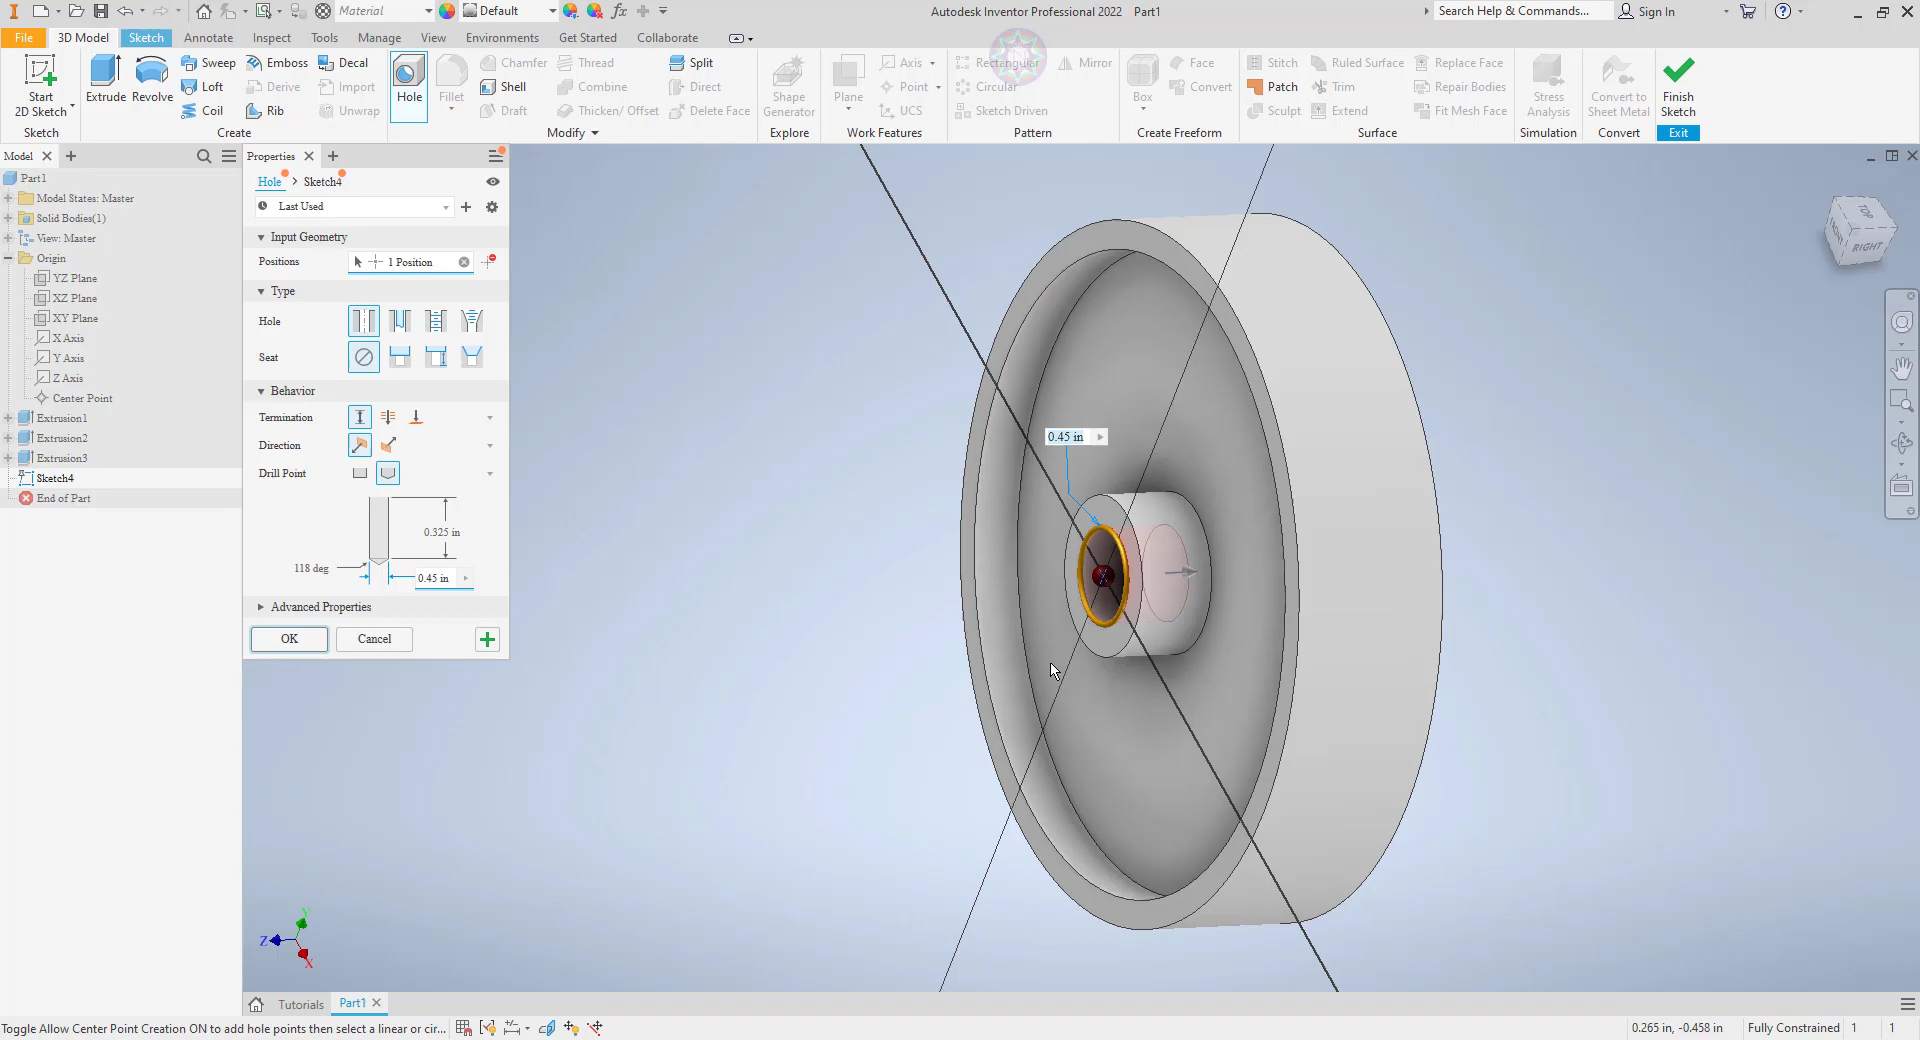 Material
Default
Autodesk Inventor Professional 2022 Part1
Search Help & Commands...
Sign In
File
3D Model
Sketch
Annotate
Inspect
Tools
Manage
View
Environments
Get Started
Collaborate
Start
2D Sketch
Sketch
Extrude
Revolve
Sweep
Loft
Coil
Emboss
Derive
Rib
Decal
Import
Unwrap
Create
Hole
Fillet
Chamfer
Shell
Draft
Thread
Combine
Thicken/ Offset
Split
Direct
Delete Face
Modify
Shape
Generator
Explore
Plane
Axis
Point
UCS
Work Features
Rectangular
Circular
Sketch Driven
Mirror
Pattern
Box
Face
Convert
Create Freeform
Stitch
Patch
Sculpt
Ruled Surface
Trim
Extend
Replace Face
Repair Bodies
Fit Mesh Face
Surface
Stress
Analysis
Simulation
Convert to
Sheet Metal
Convert
Finish
Sketch
Exit
Model
Part1
Model States: Master
Solid Bodies(1)
View: Master
Origin
YZ Plane
XZ Plane
XY Plane
X Axis
Y Axis
Z Axis
Center Point
Extrusion1
Extrusion2
Extrusion3
Sketch4
End of Part
Properties
Hole > Sketch4
Last Used
Input Geometry
Positions
1 Position
Type
Hole
Seat
Behavior
Termination
Direction
Drill Point
0.325 in
118 deg
0.45 in
Advanced Properties
OK
Cancel
0.45 in
TOP
RIGHT
Y
Z
X
Tutorials
Part1
Toggle Allow Center Point Creation ON to add hole points then select a linear or cir...
0.265 in, -0.458 in
Fully Constrained
1
1